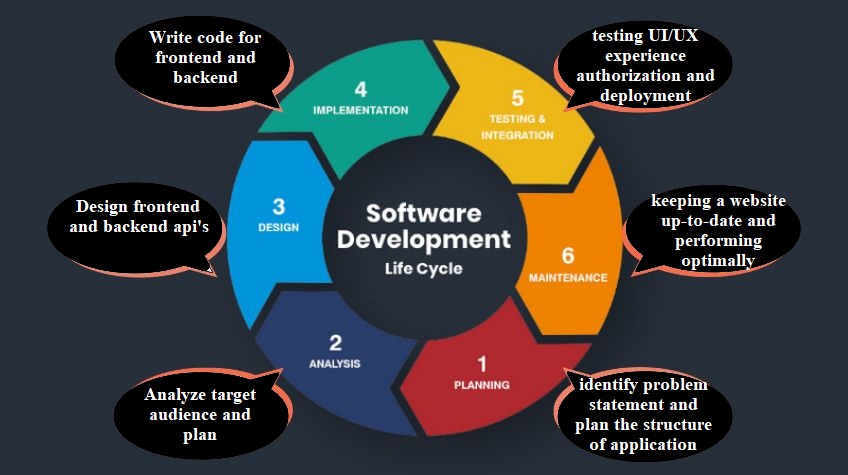 Write code for
frontend and
backend
testing UI/UX
experience
authorization and
deployment
4
IMPLEMENTATION
5
TESTING &
INTEGRATION
Design frontend
and backend api's
3
DESIGN
Software
Development
Life Cycle
6
MAINTENANCE
keeping a website
up-to-date and
performing
optimally
2
ANALYSIS
1
PLANNING
Analyze target
audience and
plan
identify problem
statement and
plan the structure
of application